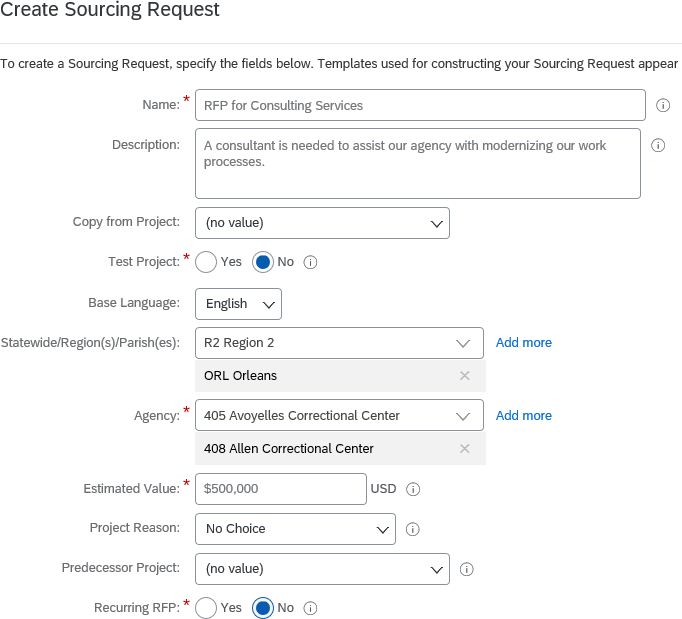 Create Sourcing Request
To create a Sourcing Request, specify the fields below. Templates used for constructing your Sourcing Request appear
Name: * RFP for Consulting Services
Description: A consultant is needed to assist our agency with modernizing our work
processes.
Copy from Project: (no value)
Test Project: * Yes No
Base Language: English
Statewide/Region(s)/Parish(es): R2 Region 2 Add more
ORL Orleans
Agency: * 405 Avoyelles Correctional Center Add more
408 Allen Correctional Center
Estimated Value: * $500,000 USD
Project Reason: No Choice
Predecessor Project: (no value)
Recurring RFP: * Yes No